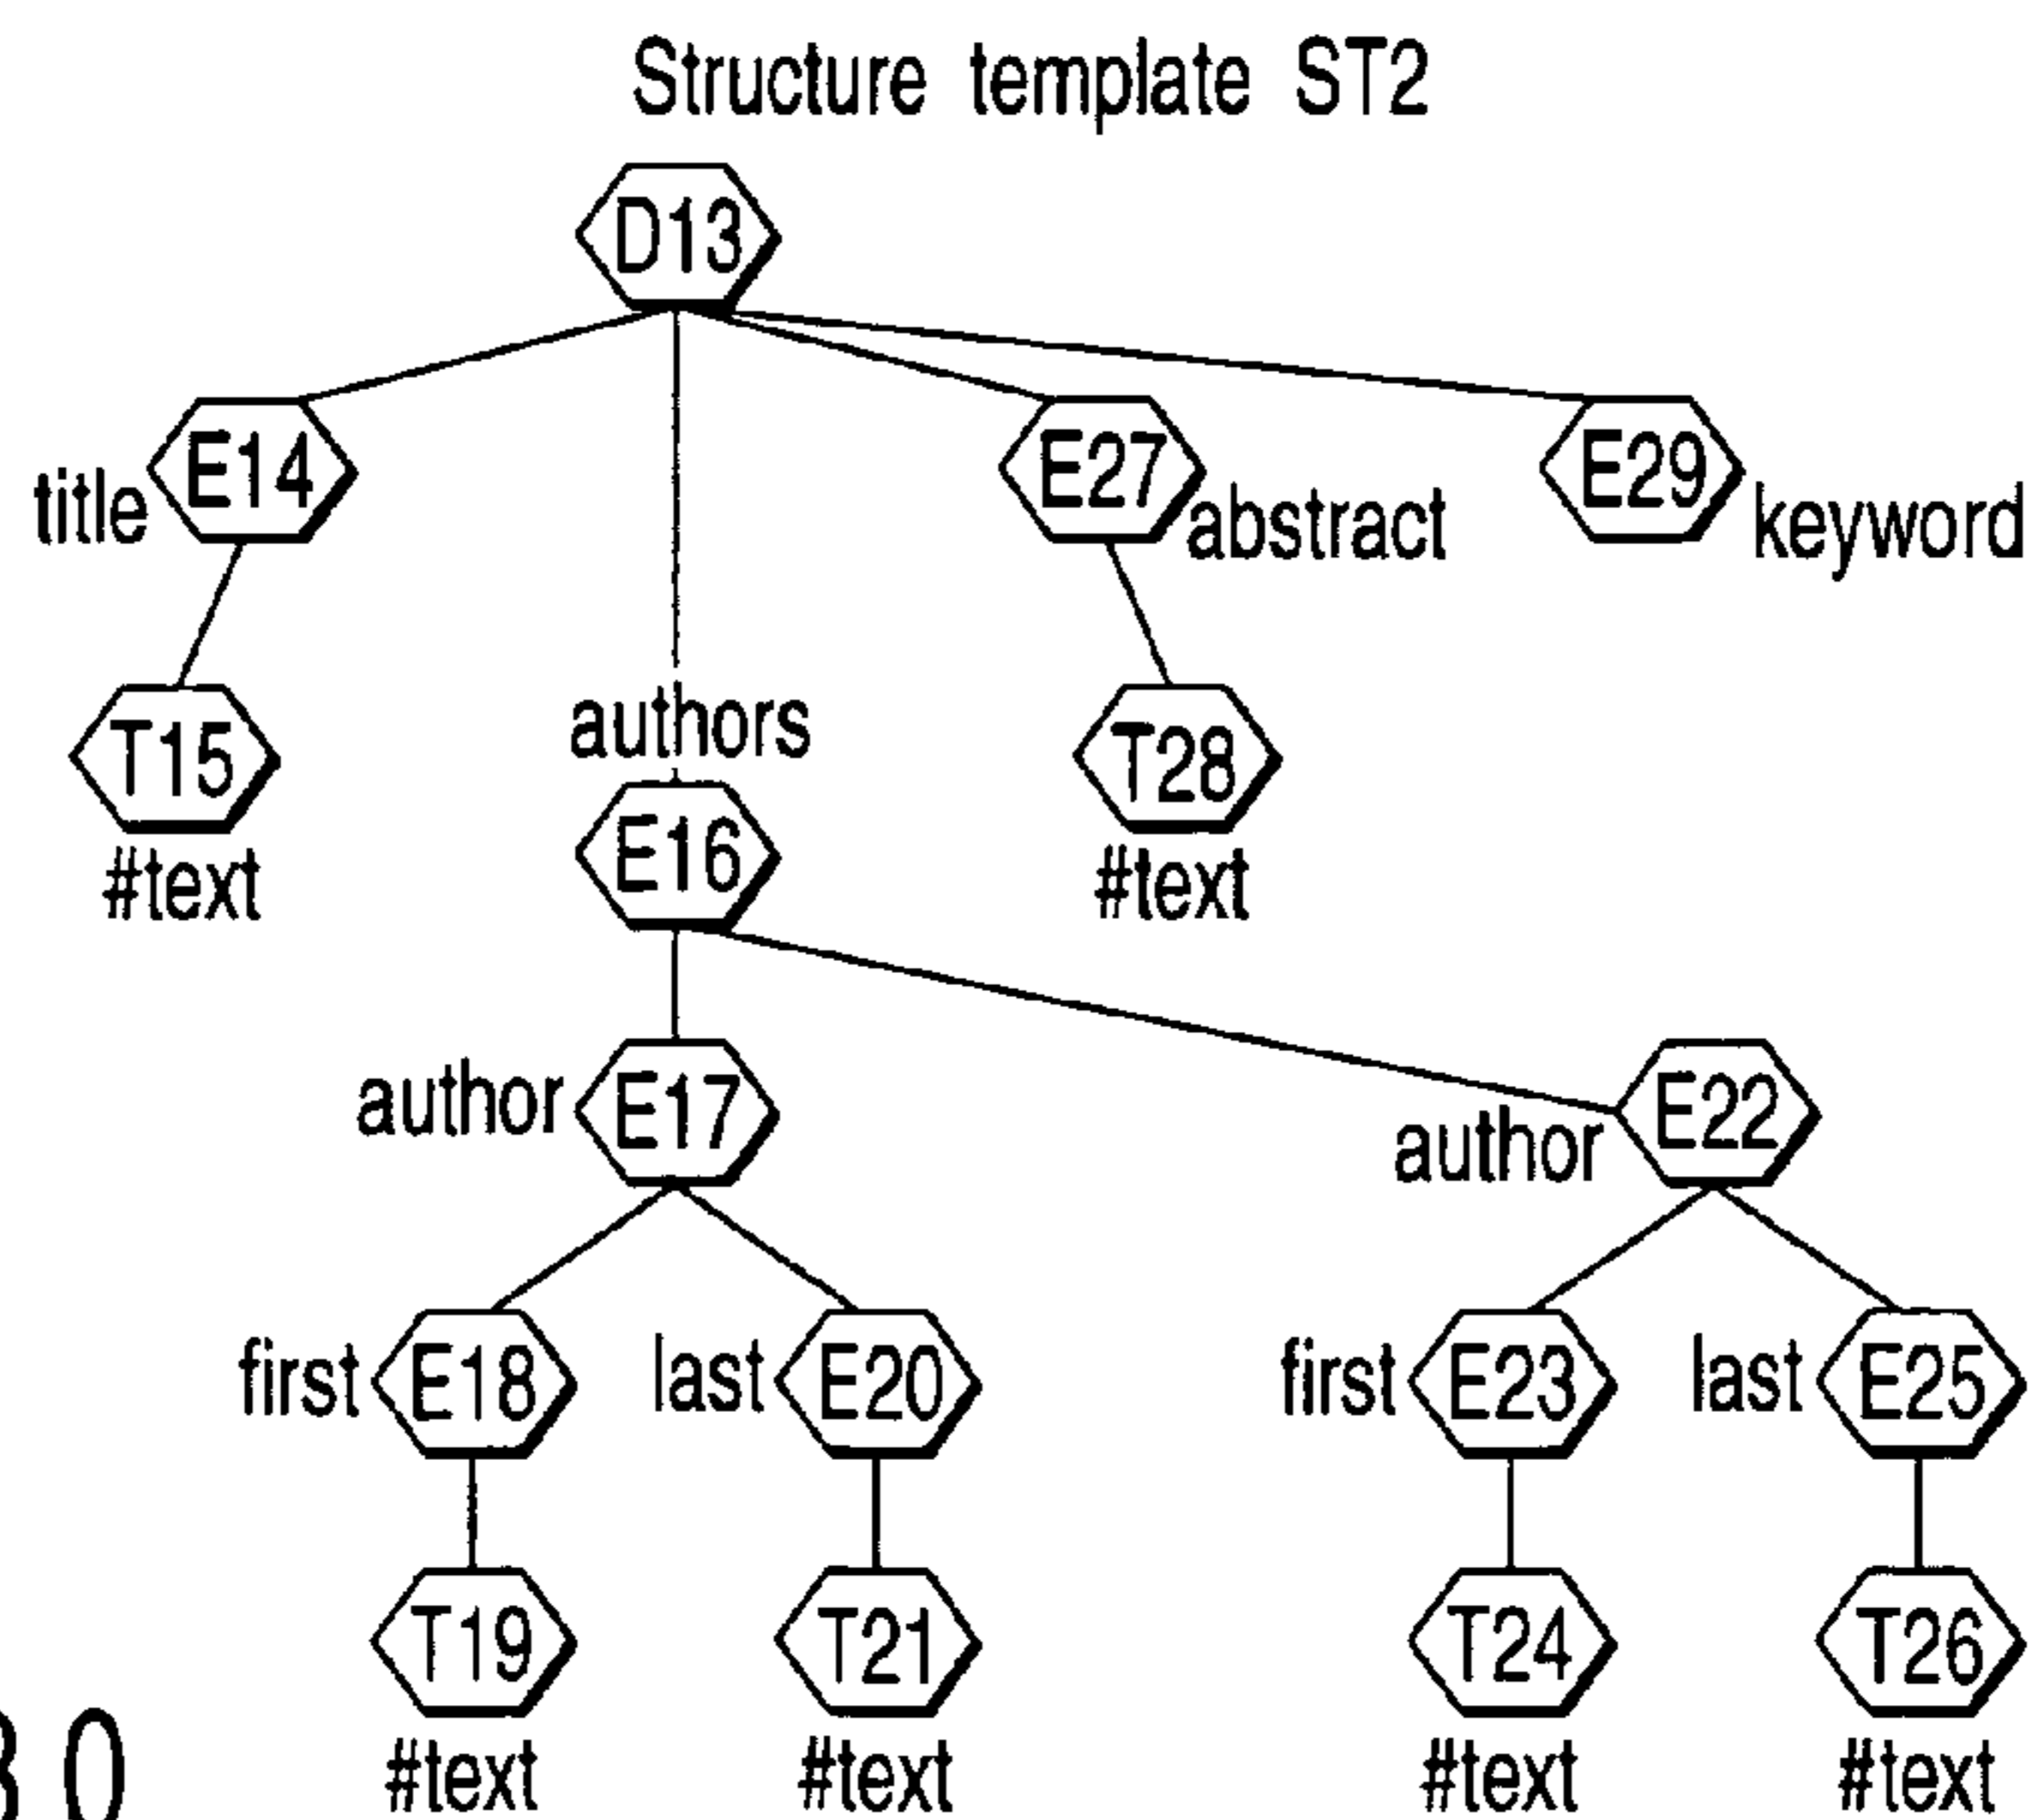 Structure template ST2
D13
title E14
E27 abstract
E29 keyword
T15
#text
authors
E16
T28
#text
author E17
author E22
first E18
last E20
first E23
last E25
T19
T21
T24
T26
#text
#text
#text
#text
0